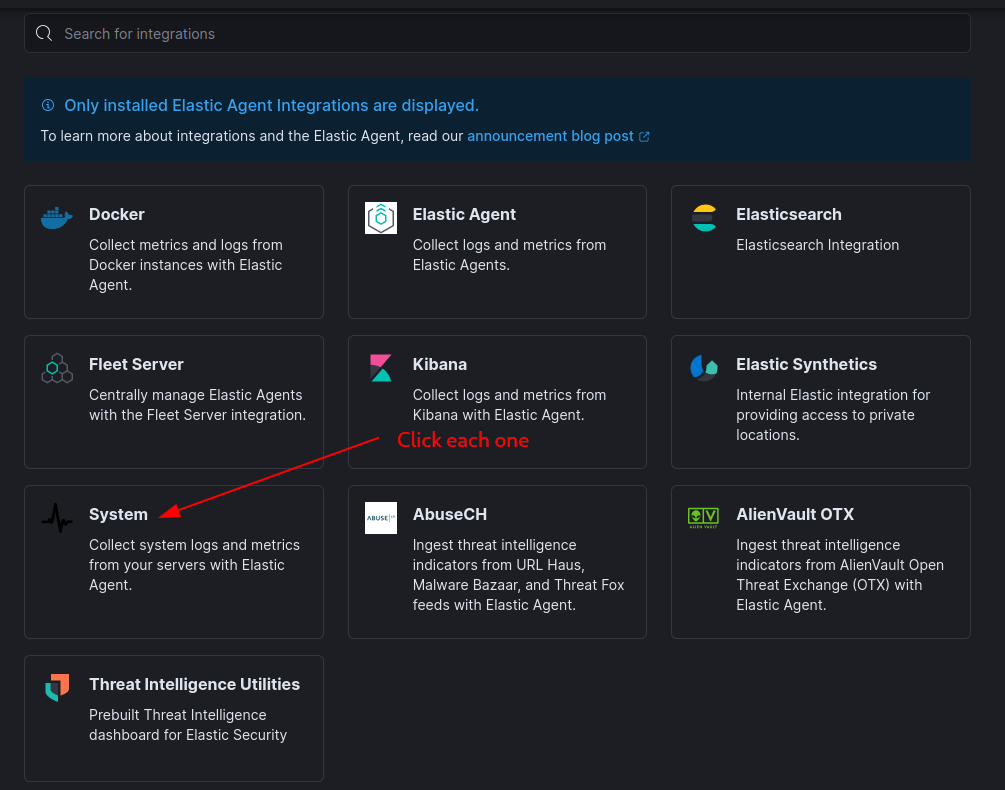 Search for integrations
Only installed Elastic Agent Integrations are displayed.
To learn more about integrations and the Elastic Agent, read our announcement blog post
Docker
Collect metrics and logs from
Docker instances with Elastic
Agent.
Elastic Agent
Collect logs and metrics from
Elastic Agents.
Elasticsearch
Elasticsearch Integration
Fleet Server
Centrally manage Elastic Agents
with the Fleet Server integration.
Kibana
Collect logs and metrics from
Kibana with Elastic Agent.
Elastic Synthetics
Internal Elastic integration for
providing access to private
locations.
Click each one
System
Collect system logs and metrics
from your servers with Elastic
Agent.
ABUSE
AbuseCH
Ingest threat intelligence
indicators from URL Haus,
Malware Bazaar, and Threat Fox
feeds with Elastic Agent.
ALIEN VAULT
AlienVault OTX
Ingest threat intelligence
indicators from AlienVault Open
Threat Exchange (OTX) with
Elastic Agent.
Threat Intelligence Utilities
Prebuilt Threat Intelligence
dashboard for Elastic Security